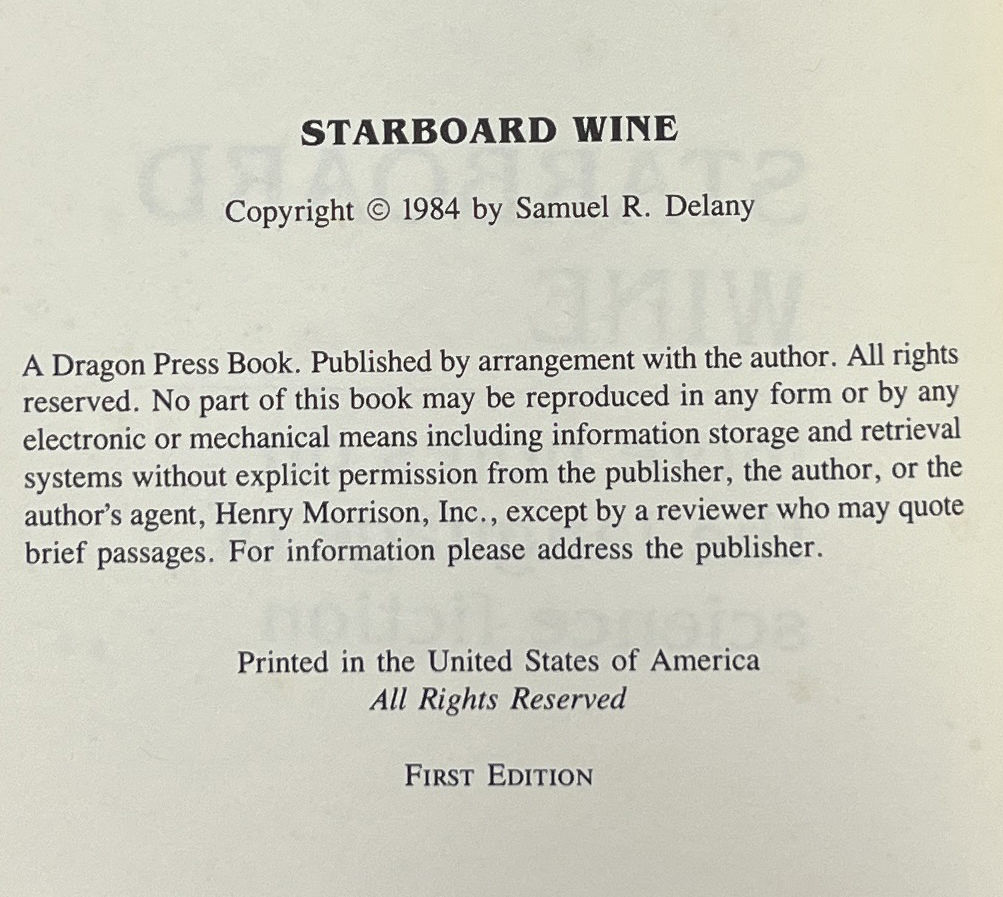 STARBOARD WINE
Copyright © 1984 by Samuel R. Delany
A Dragon Press Book. Published by arrangement with the author. All rights
reserved. No part of this book may be reproduced in any form or by any
electronic or mechanical means including information storage and retrieval
systems without explicit permission from the publisher, the author, or the
author's agent, Henry Morrison, Inc., except by a reviewer who may quote
brief passages. For information please address the publisher.
Printed in the United States of America
All Rights Reserved
FIRST EDITION